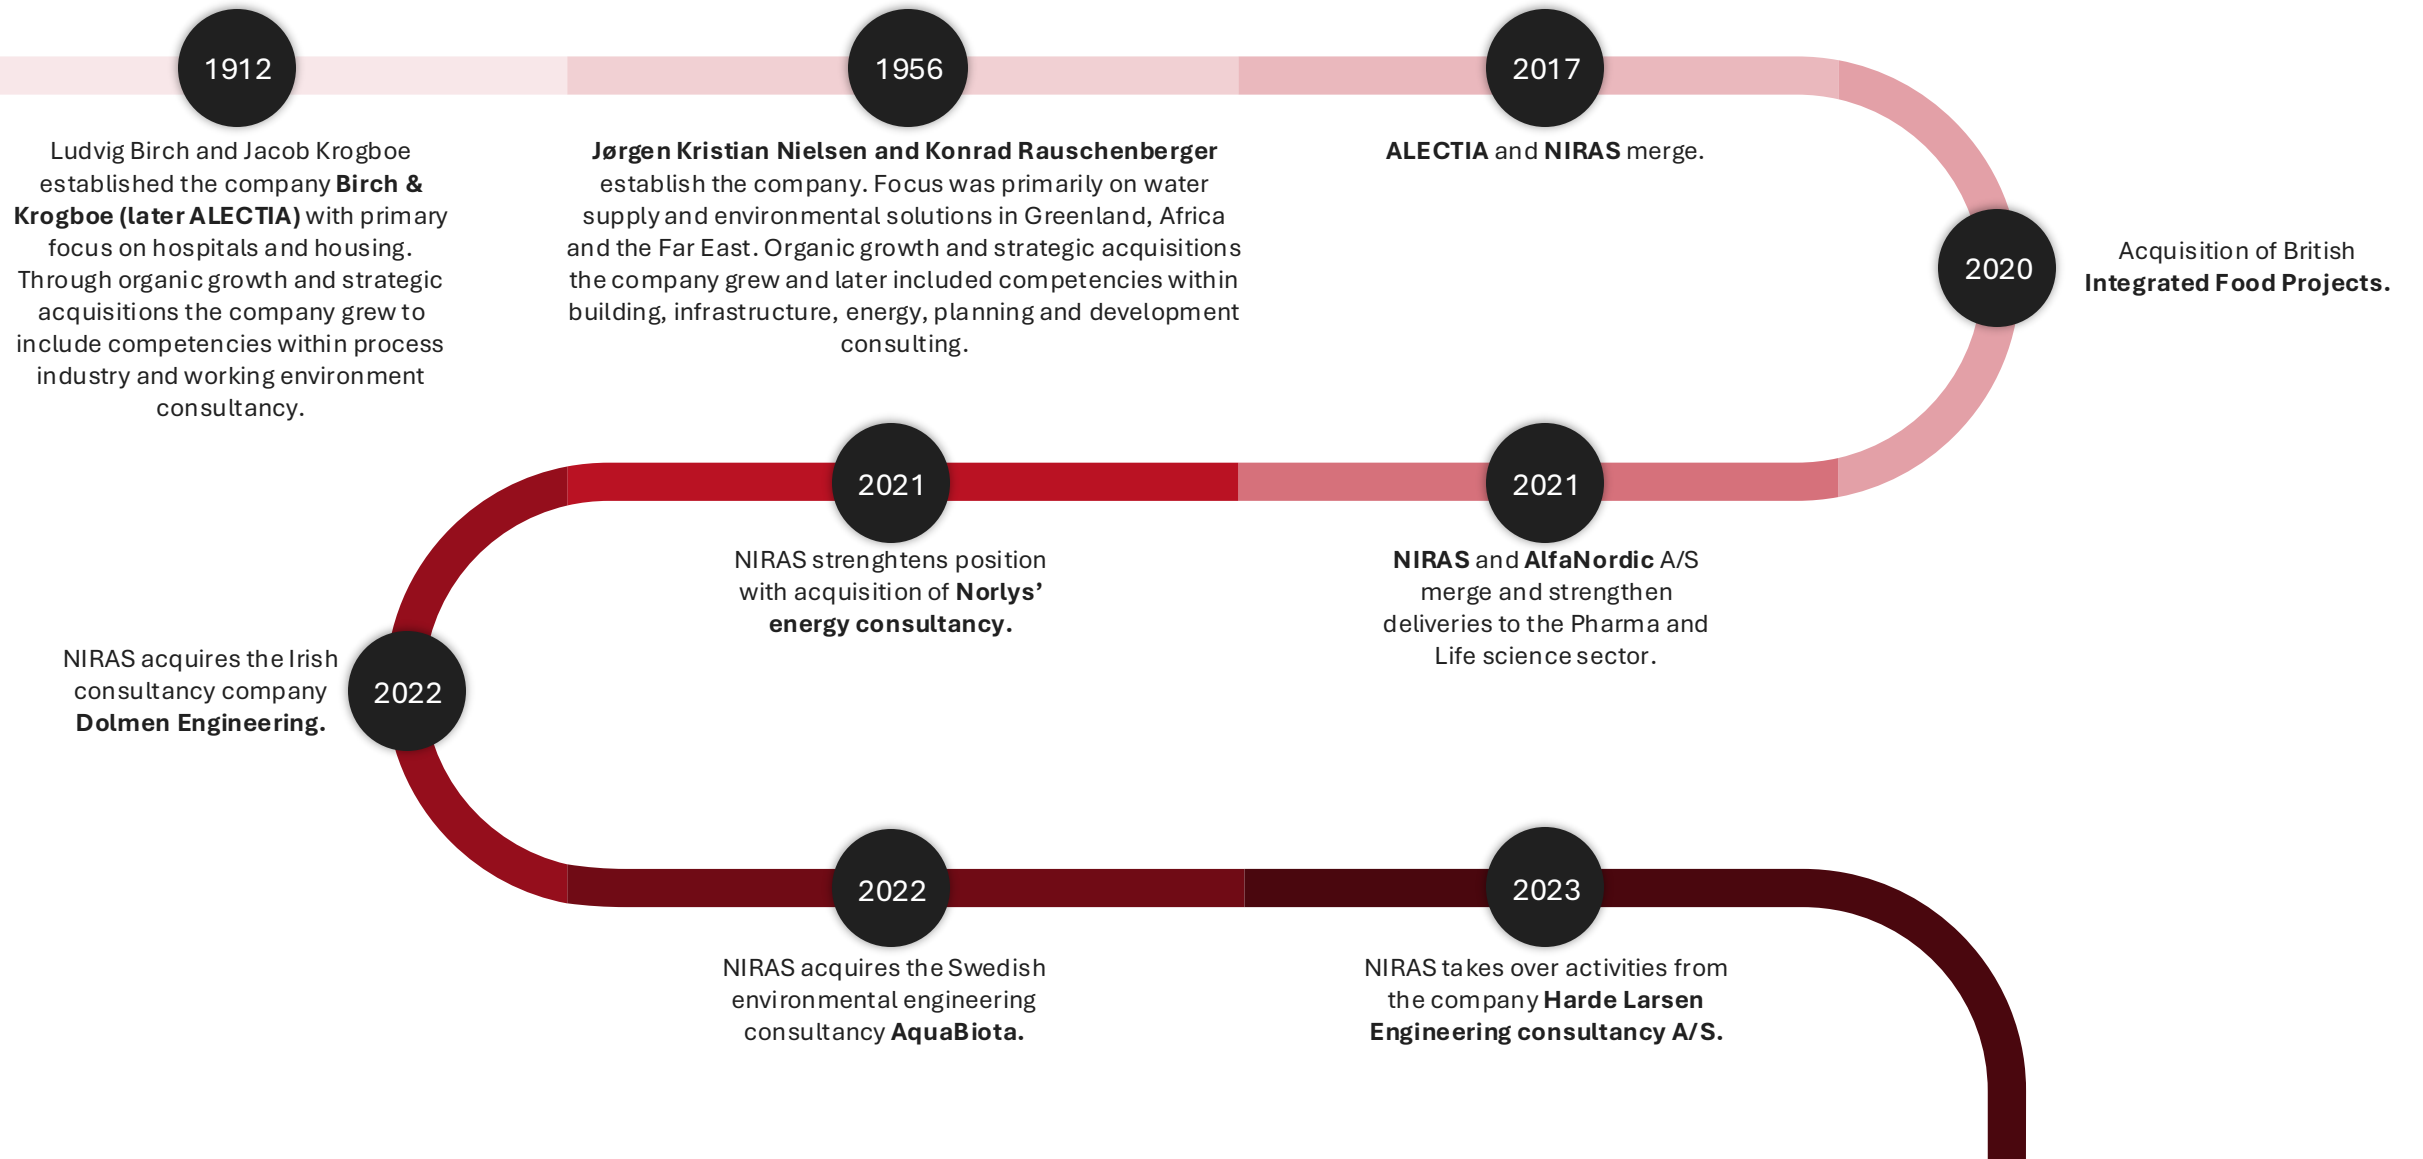 1912
Ludvig Birch and Jacob Krogboe
established the company Birch &
Krogboe (later ALECTIA) with primary
focus on hospitals and housing.
Through organic growth and strategic
acquisitions the company grew to
include competencies within process
industry and working environment
consultancy.
1956
Jørgen Kristian Nielsen and Konrad Rauschenberger
establish the company. Focus was primarily on water
supply and environmental solutions in Greenland, Africa
and the Far East. Organic growth and strategic acquisitions
the company grew and later included competencies within
building, infrastructure, energy, planning and development
consulting.
2017
ALECTIA and NIRAS merge.
2020
Acquisition of British
Integrated Food Projects.
2021
NIRAS and AlfaNordic A/S
merge and strengthen
deliveries to the Pharma and
Life science sector.
2021
NIRAS strenghtens position
with acquisition of Norlys’
energy consultancy.
2022
NIRAS acquires the Irish
consultancy company
Dolmen Engineering.
2022
NIRAS acquires the Swedish
environmental engineering
consultancy AquaBiota.
2023
NIRAS takes over activities from
the company Harde Larsen
Engineering consultancy A/S.